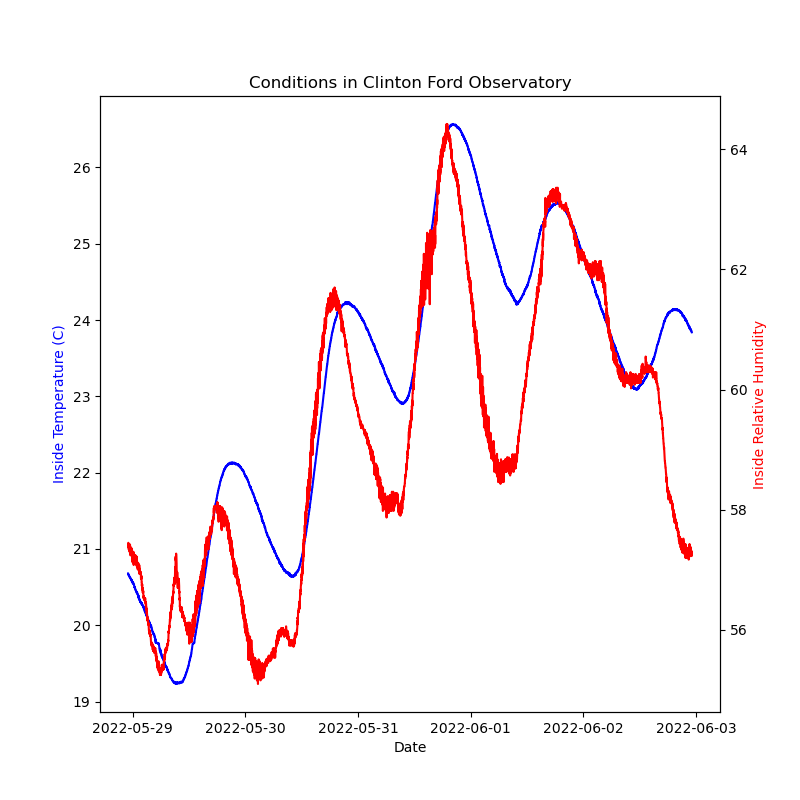 Conditions in Clinton Ford Observatory
Inside Temperature (C)
26
25
24
23
22
21
20
19
64
62
60
58
56
Inside Relative Humidity
2022-05-29 2022-05-30 2022-05-31 2022-06-01 2022-06-02 2022-06-03
Date